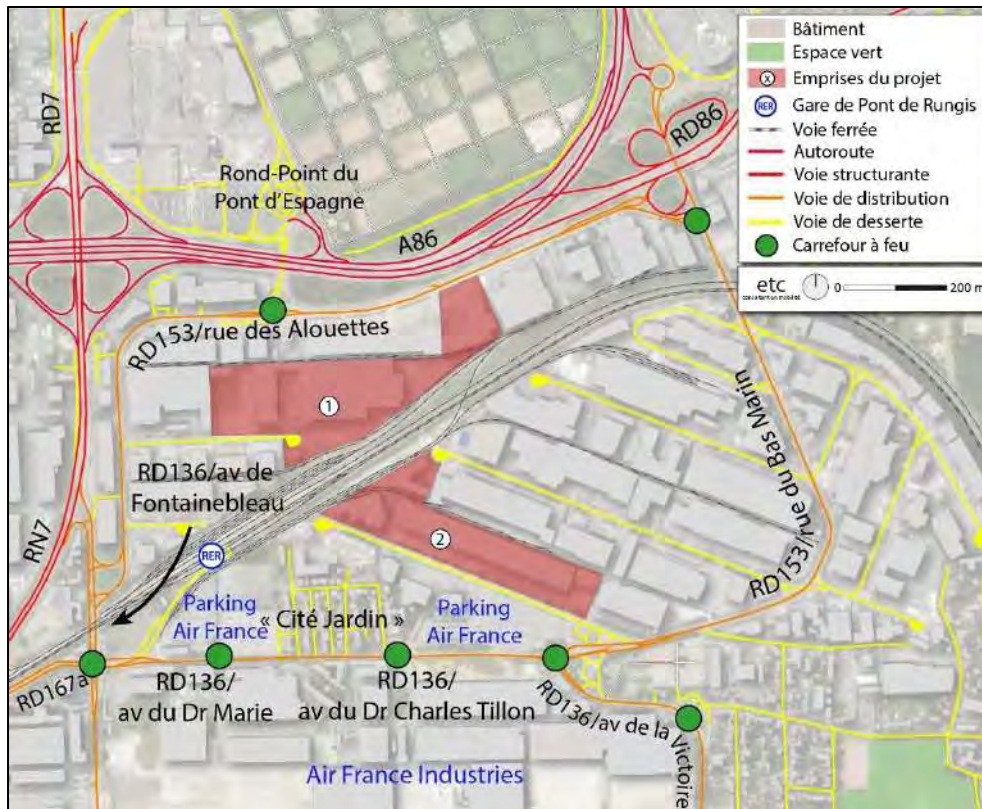 Bâtiment
Espace vert
x Emprises du projet
RER Gare de Pont de Rungis
Voie ferrée
Autoroute
Voie structurante
Voie de distribution
Voie de desserte
Carrefour à feu
etc
0 200 m
RD7
RD86
Rond-Point du
Pont d'Espagne
A86
RD153/rue des Alouettes
1
RD136/av de
Fontainebleau
RN7
RER
2
RD153/rue du Bas Marin
Parking
Air France
« Cité Jardin »
Parking
Air France
RD167a
RD136/
av du Dr Marie
RD136/
av du Dr Charles Tillon
RD136/av de la Victoire
Air France Industries